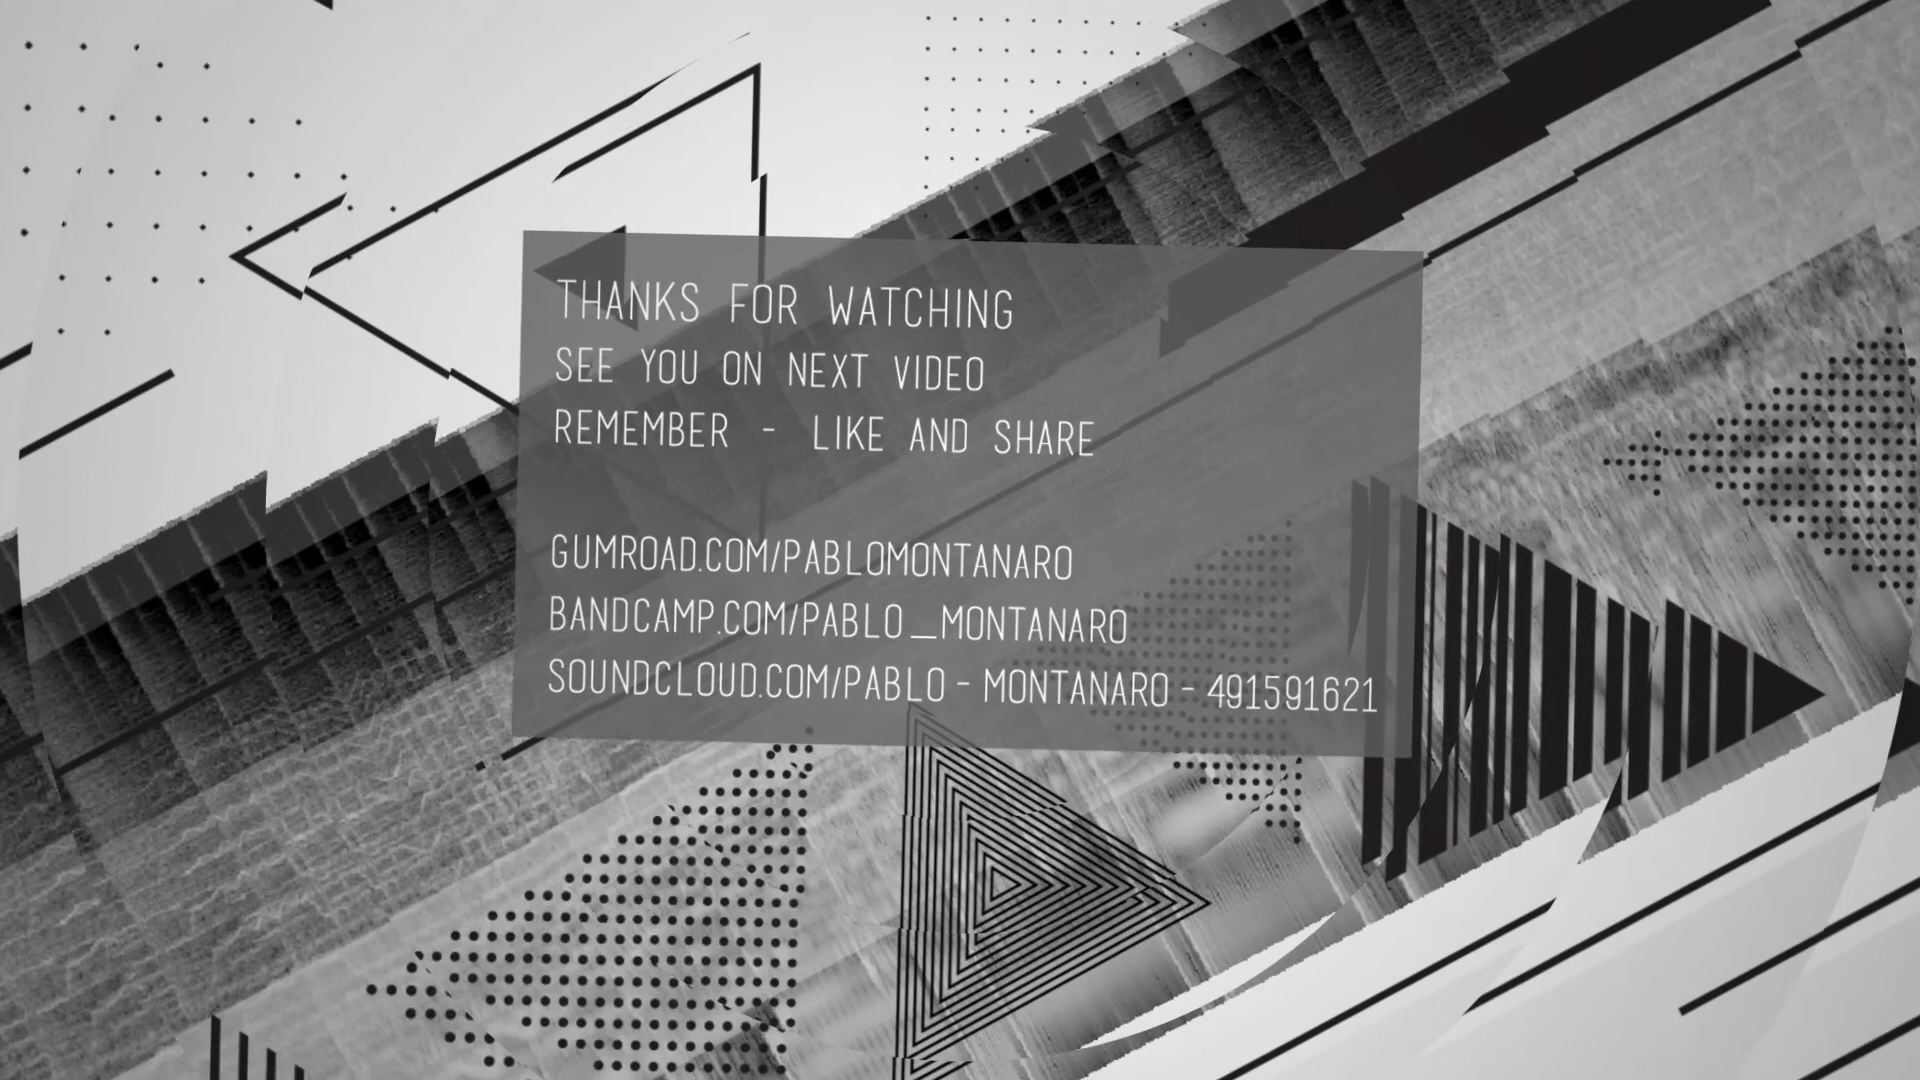 THANKS FOR WATCHING
SEE YOU ON NEXT VIDEO
REMEMBER - LIKE AND SHARE
GUMROAD.COM/PABLOMONTANARO
BANDCAMP.COM/PABLO_MONTANARO
SOUNDCLOUD.COM/PABLO-MONTANARO-491591621